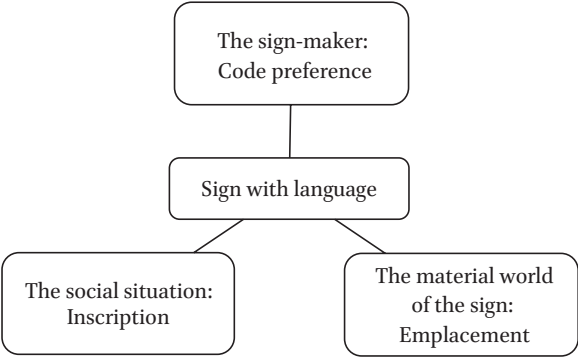 The sign-maker:
Code preference
Sign with language
The social situation:
Inscription
The material world
of the sign:
Emplacement